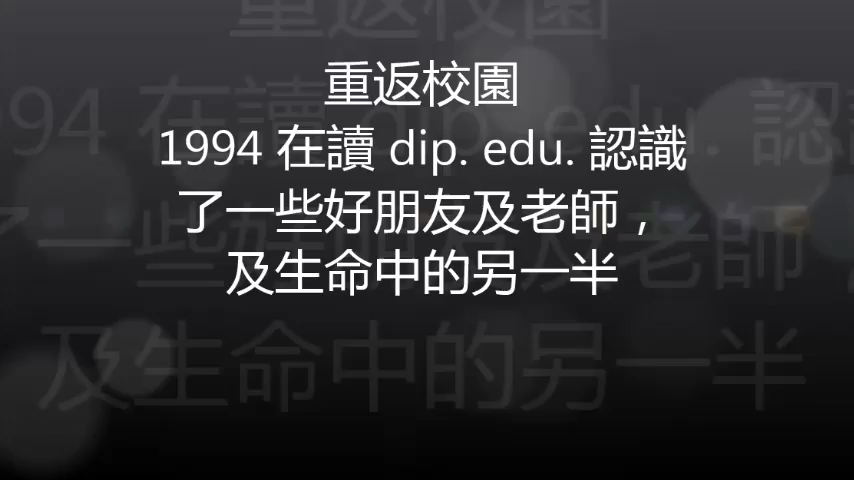 重返校園
1994 在讀 dip. edu. 認識
了一些好朋友及老師，
及生命中的另一半